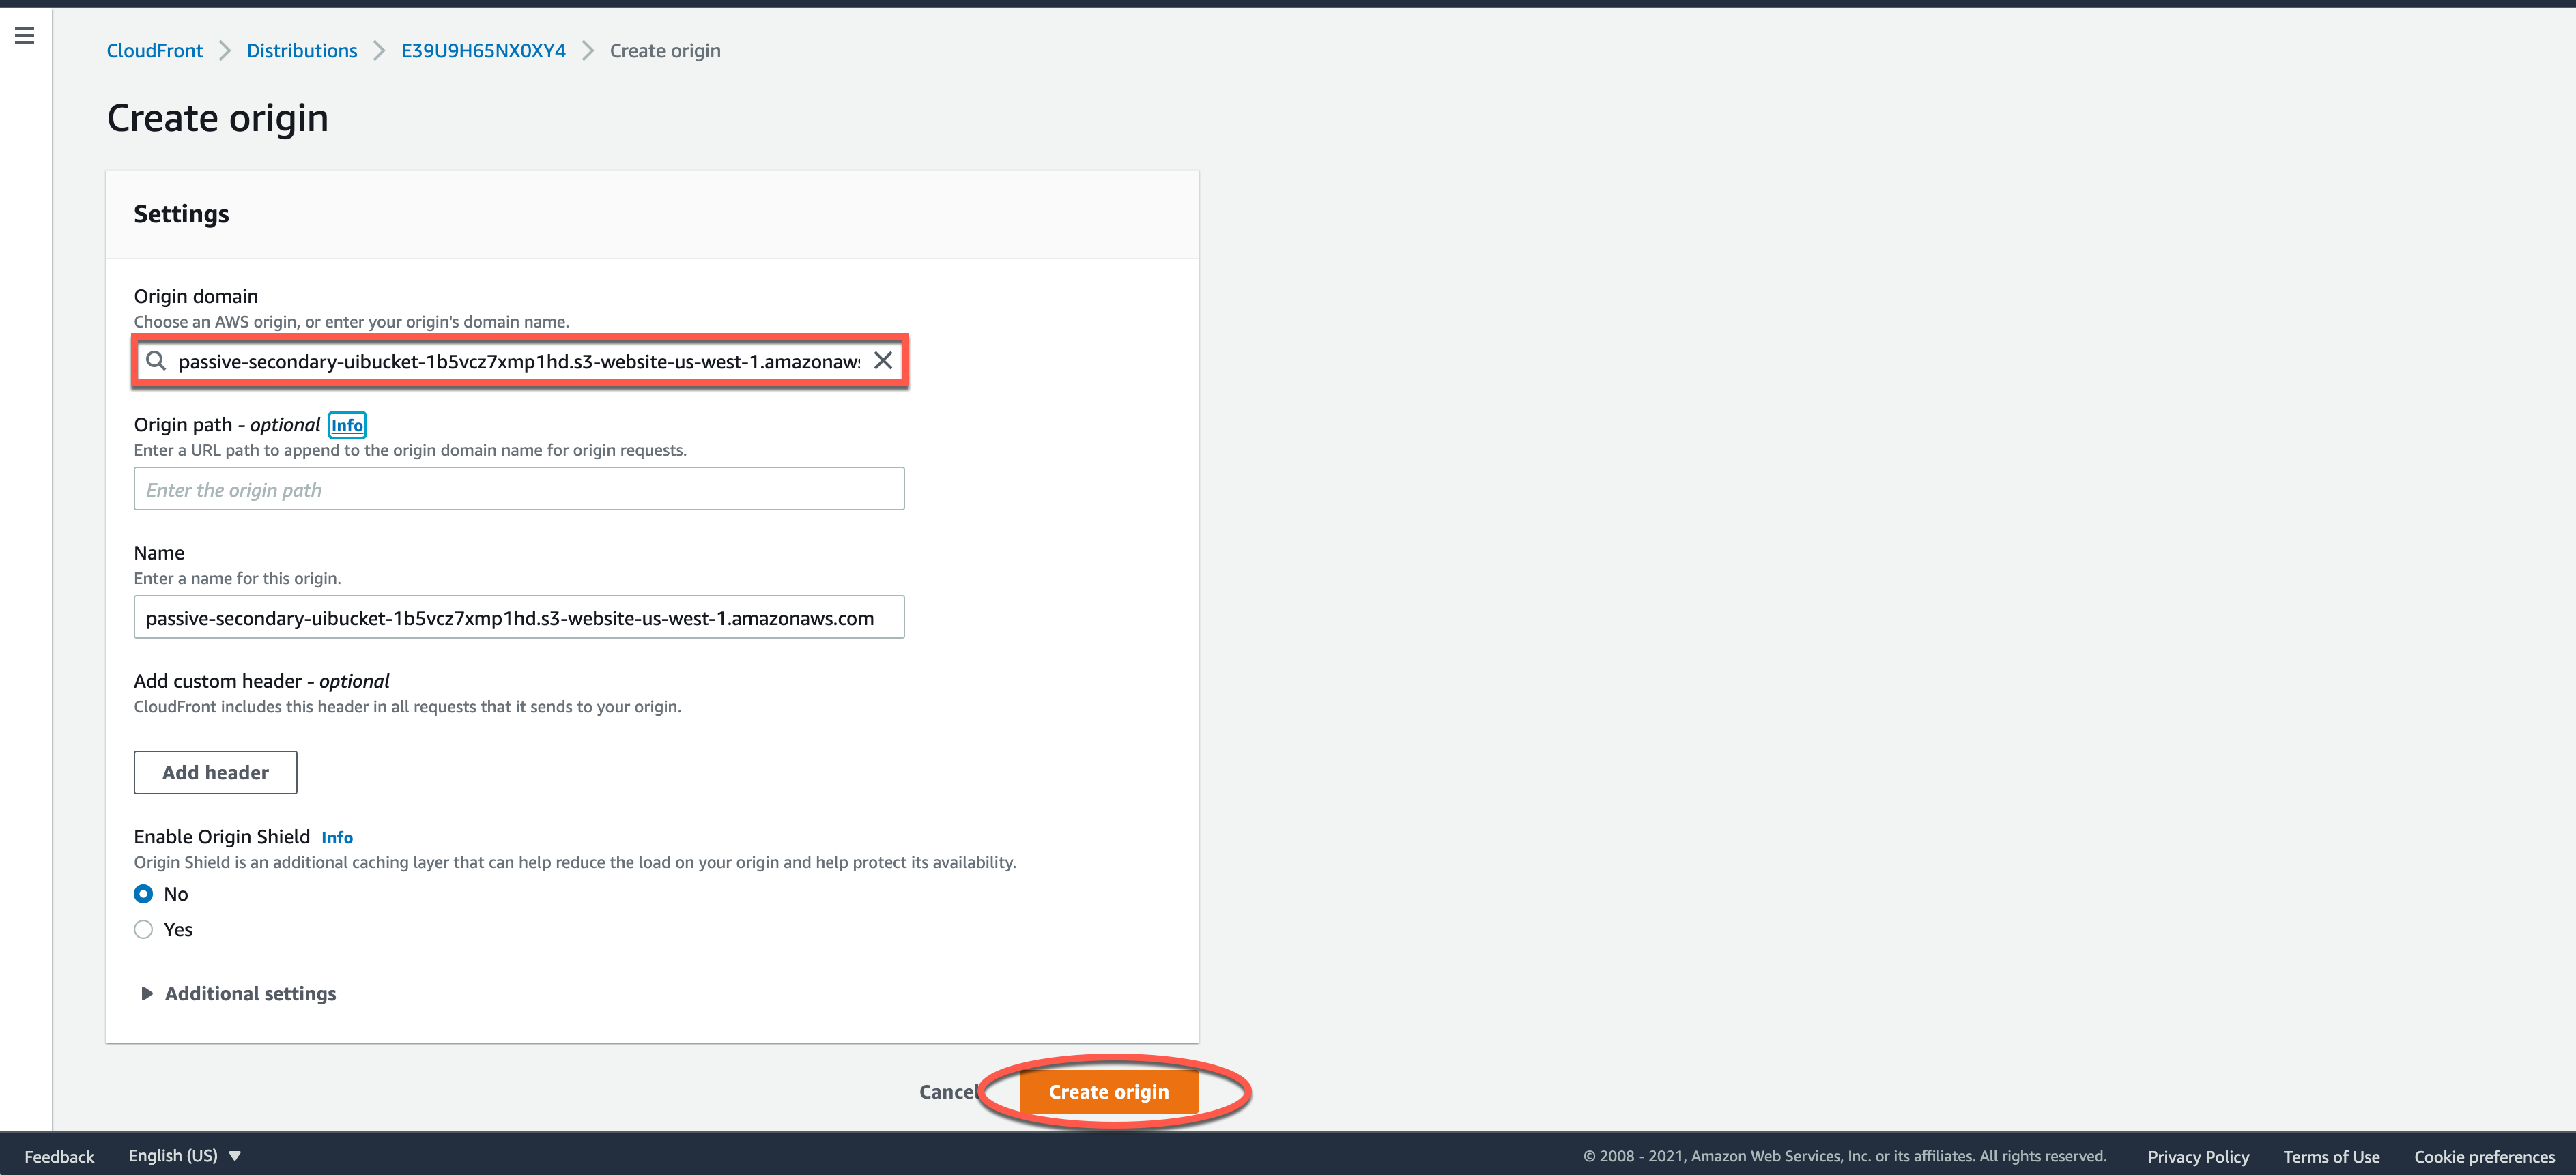 CloudFront Distributions E39U9H65NX0XY4 Create origin
Create origin
Settings
Origin domain
Choose an AWS origin, or enter your origin's domain name.
passive-secondary-uibucket-1b5vcz7xmp1hd.s3-website-us-west-1.amazonaws
Origin path - optional Info
Enter a URL path to append to the origin domain name for origin requests.
Enter the origin path
Name
Enter a name for this origin.
passive-secondary-uibucket-1b5vcz7xmp1hd.s3-website-us-west-1.amazonaws.com
Add custom header - optional
CloudFront includes this header in all requests that it sends to your origin.
Add header
Enable Origin Shield Info
Origin Shield is an additional caching layer that can help reduce the load on your origin and help protect its availability.
No
Yes
Additional settings
Cancel Create origin
Feedback English (US) © 2008 - 2021, Amazon Web Services, Inc. or its affiliates. All rights reserved. Privacy Policy Terms of Use Cookie preferences